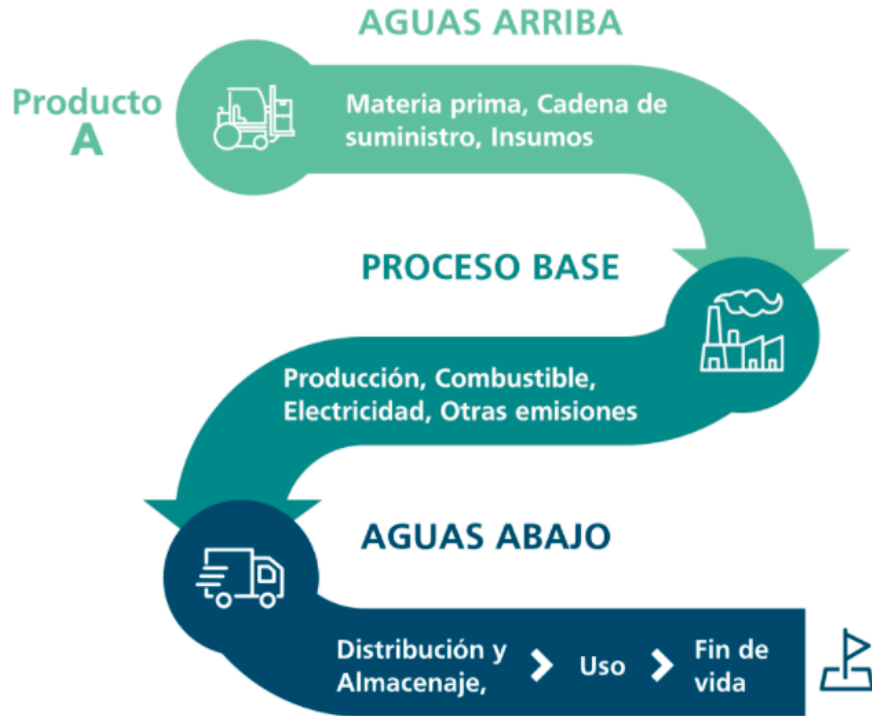 AGUAS ARRIBA
Producto
A
Materia prima, Cadena de
suministro, Insumos
PROCESO BASE
Producción, Combustible,
Electricidad, Otras emisiones
AGUAS ABAJO
Distribución y
Almacenaje,
Uso
Fin de
vida